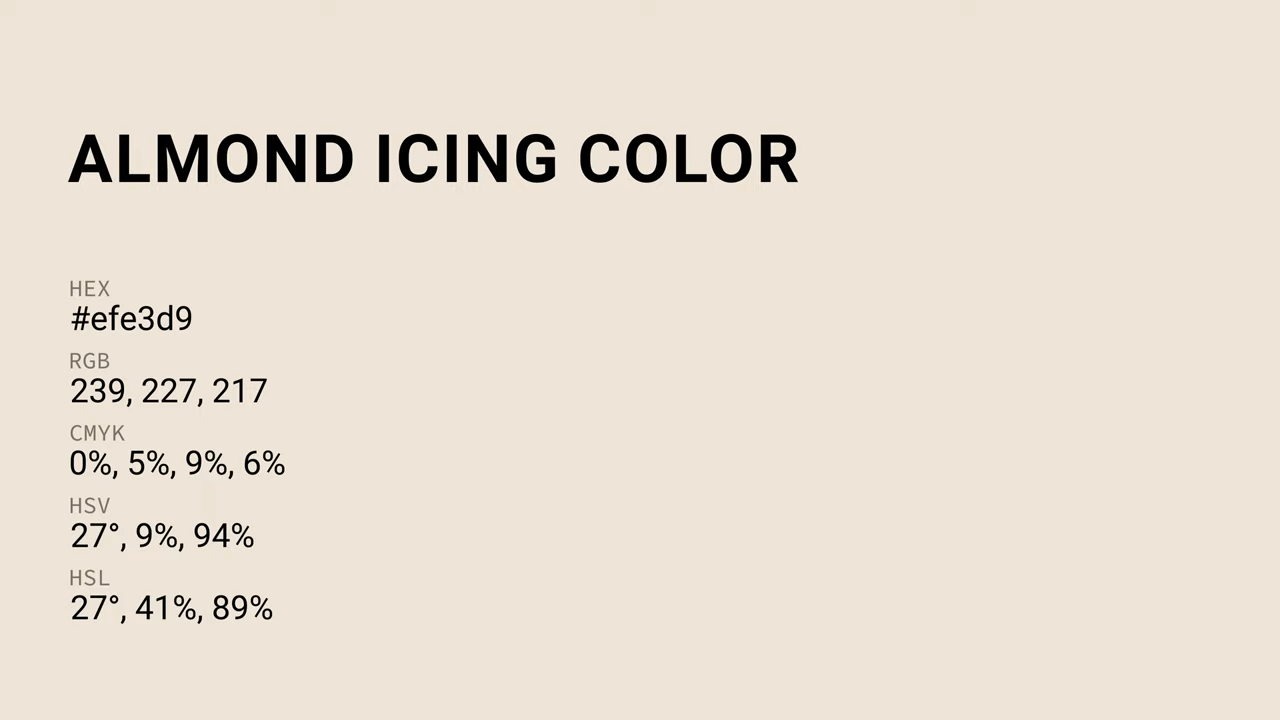 ALMOND ICING COLOR
HEX
#efe3d9
RGB
239, 227, 217
CMYK
0%, 5%, 9%, 6%
HSV
27°, 9%, 94%
HSL
27°, 41%, 89%